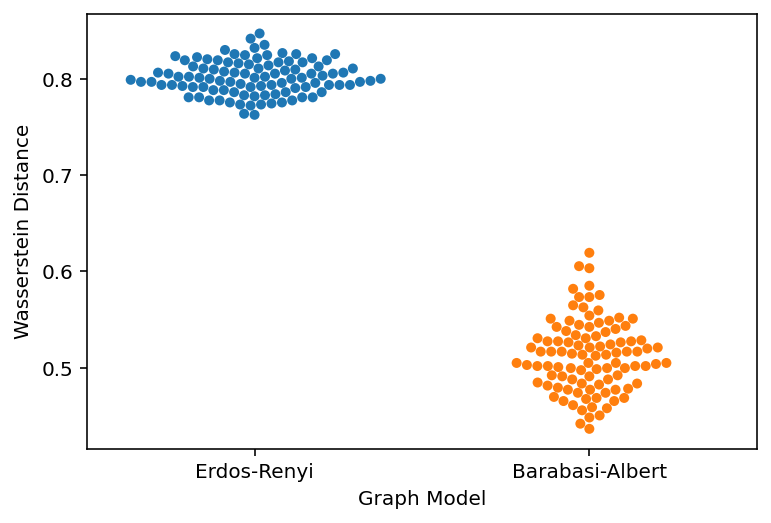 Wasserstein Distance
0.8
0.7
0.6
0.5
Erdos-Renyi
Barabasi-Albert
Graph Model